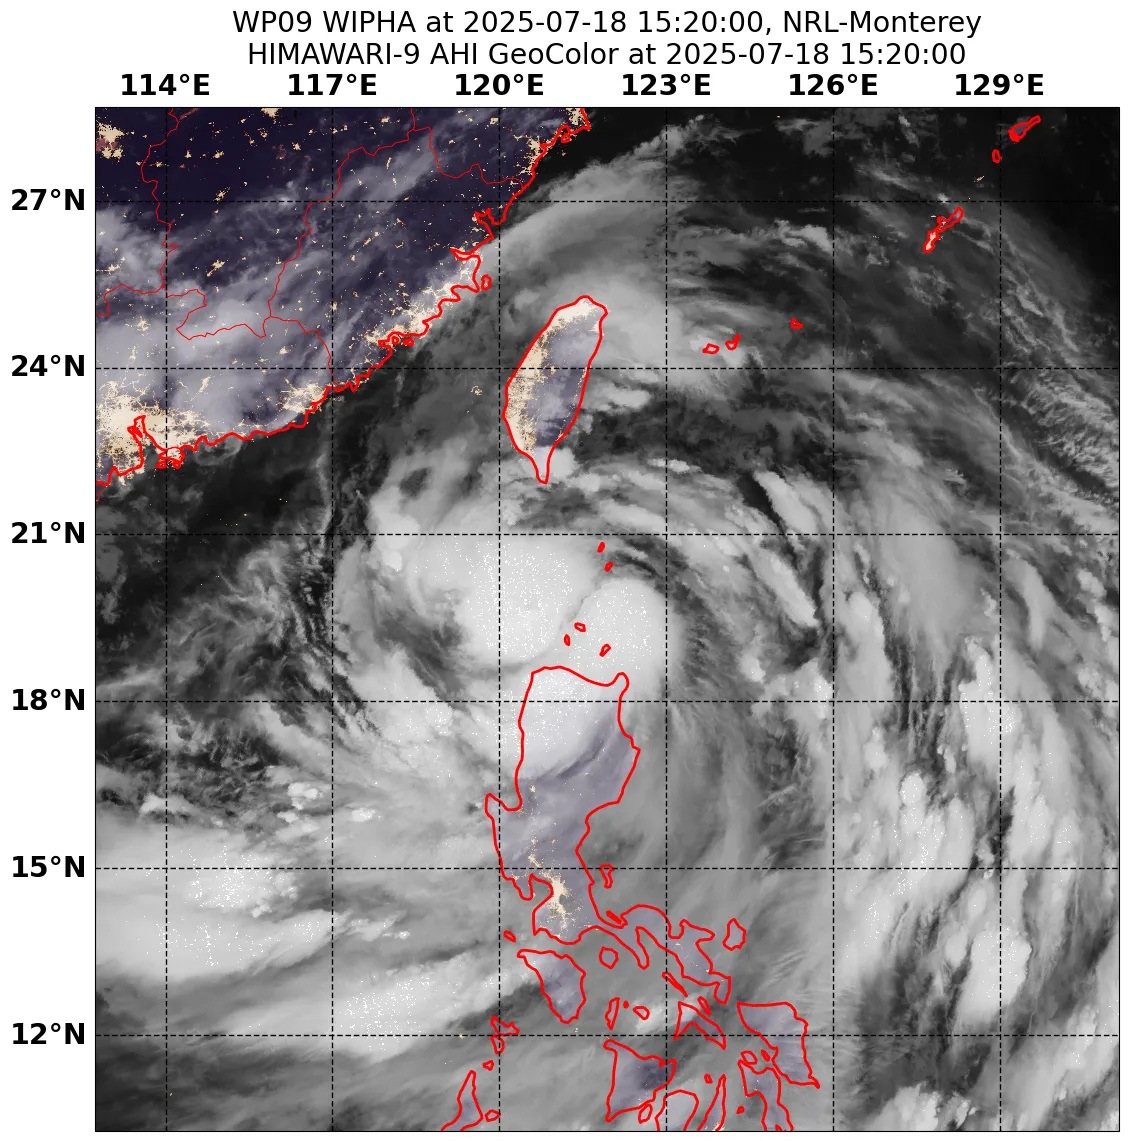 WP09 WIPHA at 2025-07-18 15:20:00, NRL-Monterey
HIMAWARI-9 AHI GeoColor at 2025-07-18 15:20:00
114°E 117°E 120°E 123°E 126°E 129°E
27°N
24°N
21°N
18°N
15°N
12°N